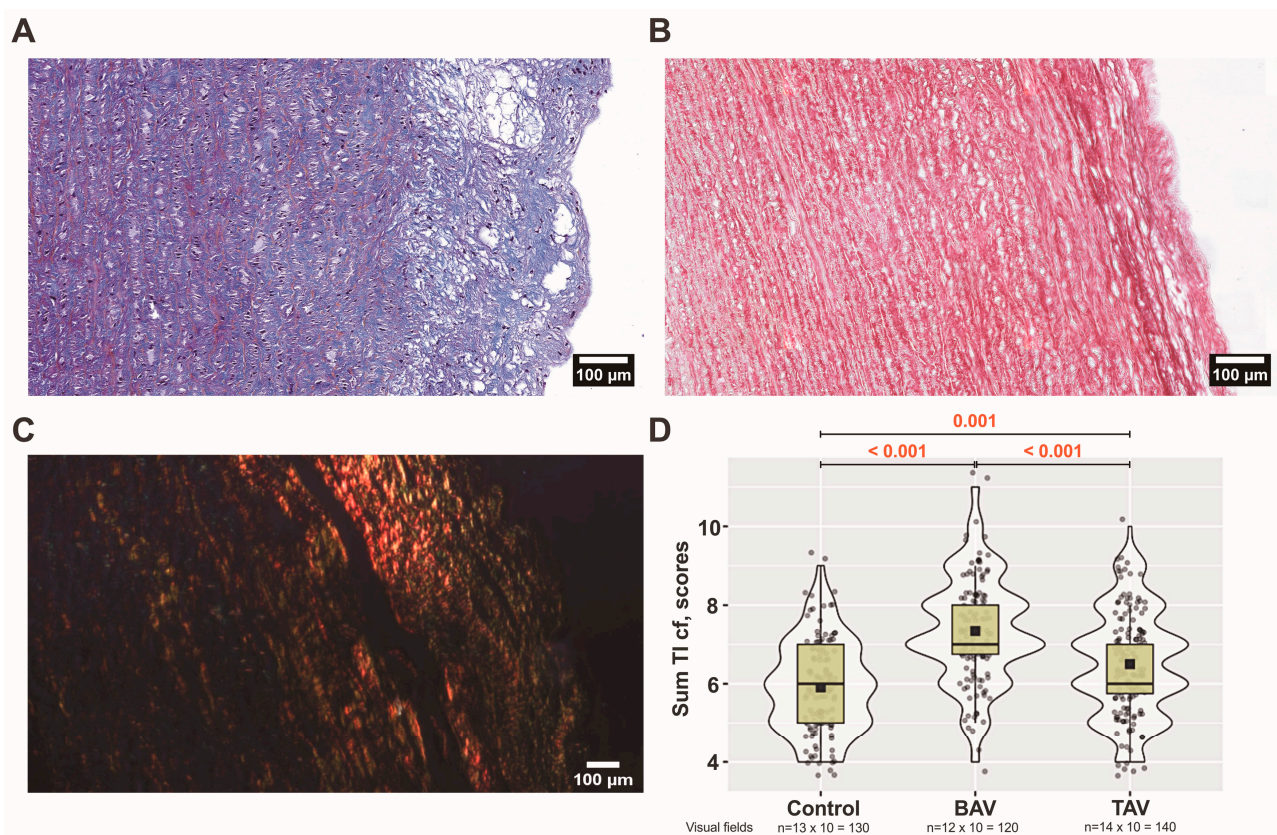 A
B
100 µm
100 µm
C
D
0.001
< 0.001
< 0.001
Sum TI cf, scores
10
8
6
4
100 µm
Control
BAV
TAV
Visual fields
n=13 x 10 = 130
n=12 x 10 = 120
n=14 x 10 = 140